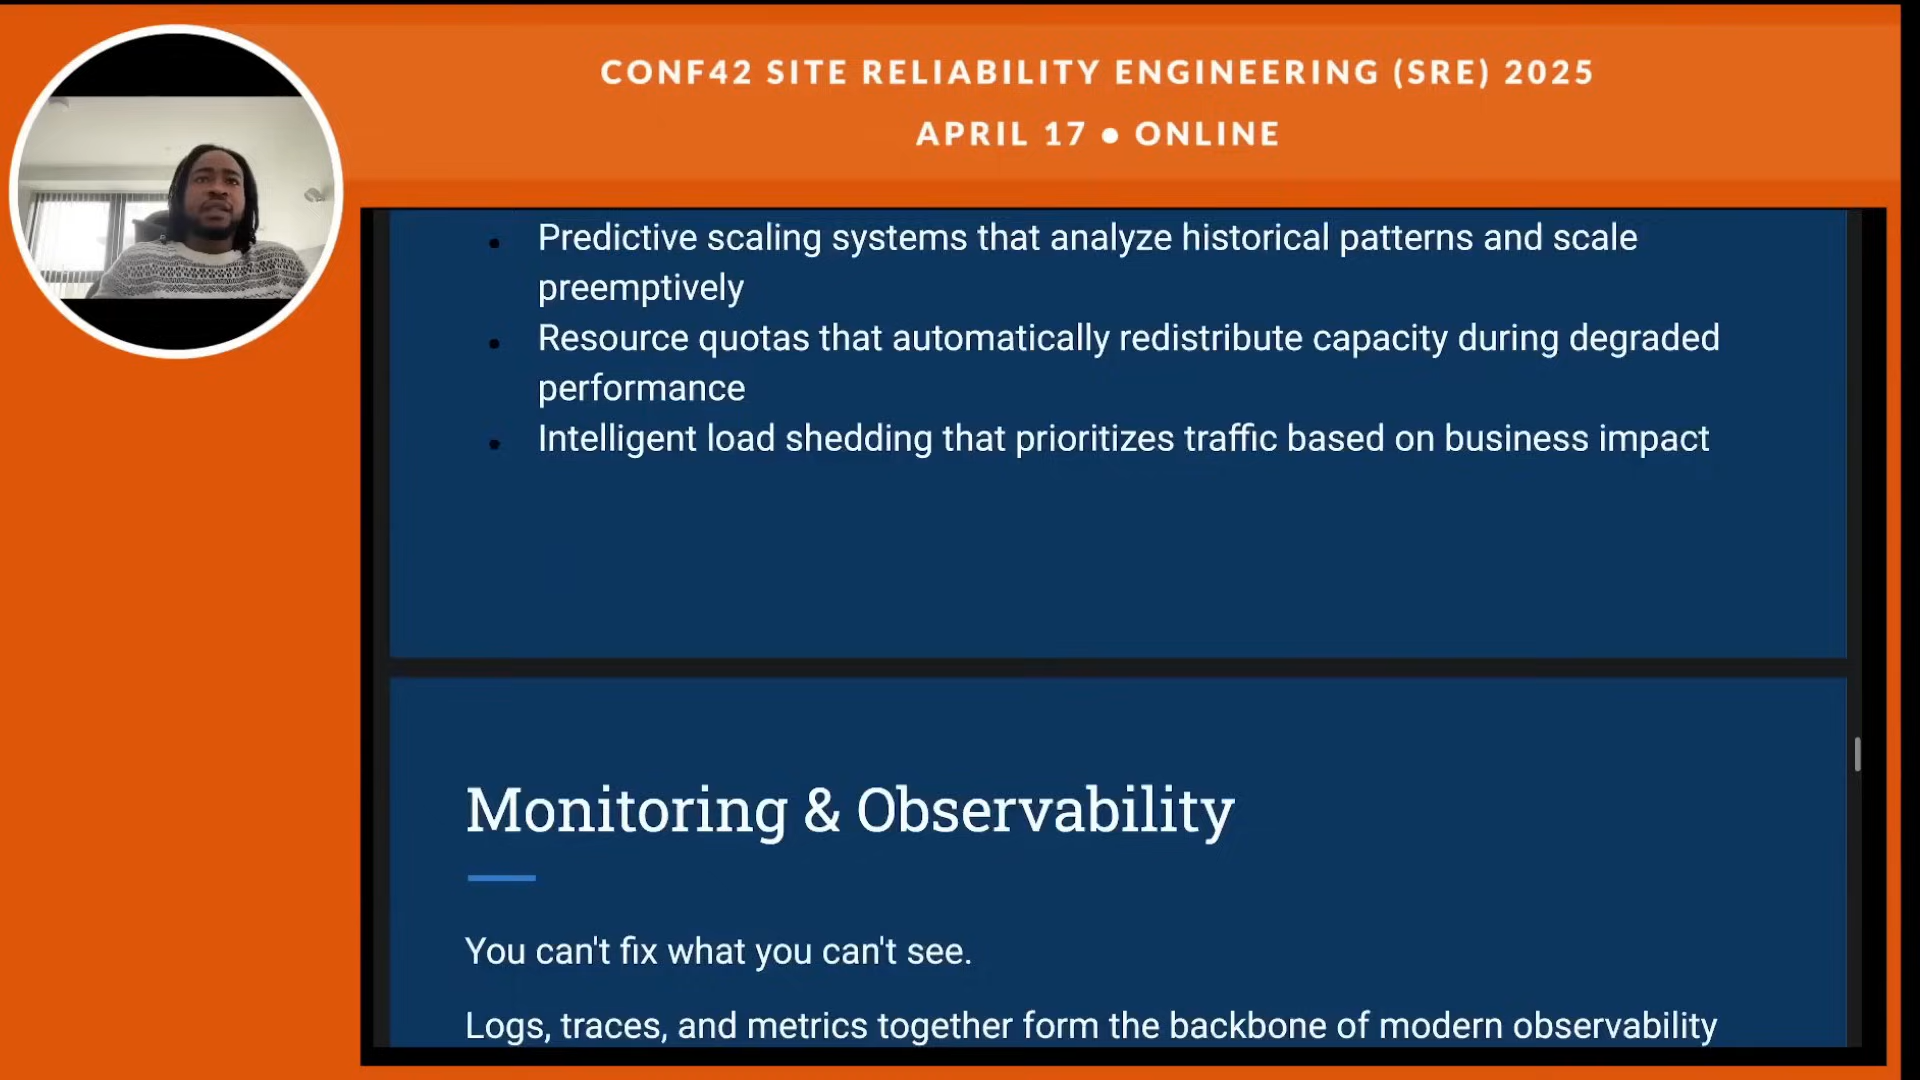 CONF42 SITE RELIABILITY ENGINEERING (SRE) 2025
APRIL 17 ● ONLINE
• Predictive scaling systems that analyze historical patterns and scale
preemptively
• Resource quotas that automatically redistribute capacity during degraded
performance
• Intelligent load shedding that prioritizes traffic based on business impact
Monitoring & Observability
You can't fix what you can't see.
Logs, traces, and metrics together form the backbone of modern observability